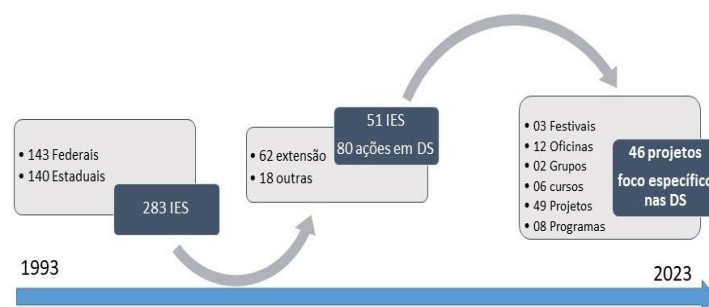 • 143 Federais
• 140 Estaduais
283 IES
• 62 extensão
• 18 outras
51 IES
80 ações em DS
• 03 Festivais
• 12 Oficinas
• 02 Grupos
• 06 cursos
• 49 Projetos
• 08 Programas
46 projetos
foco específico
nas DS
1993
2023